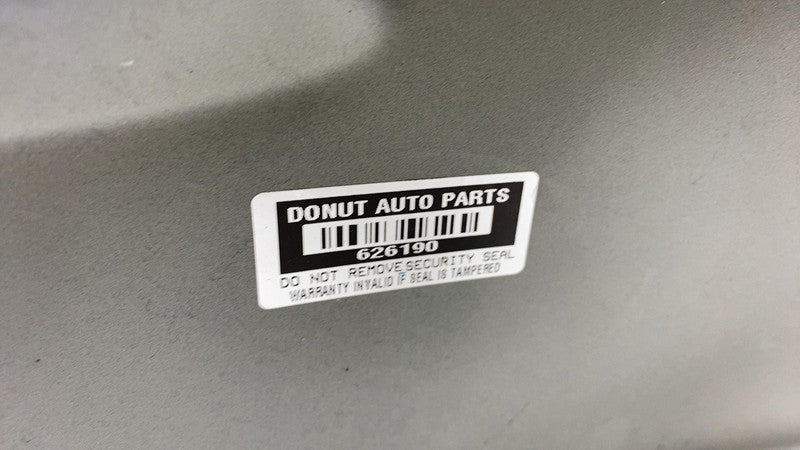 DONUT AUTO PARTS
626190
DO NOT REMOVE SECURITY SEAL
WARRANTY INVALID IF SEAL IS TAMPERED